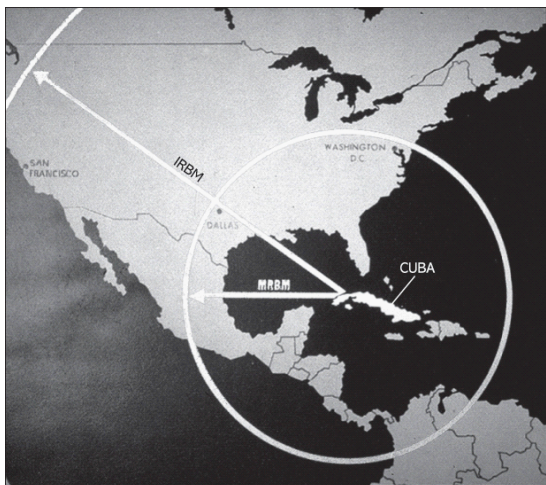 WASHINGTON
D.C.
SAN
FRANCISCO
IRBM
DALLAS
MRBM
CUBA